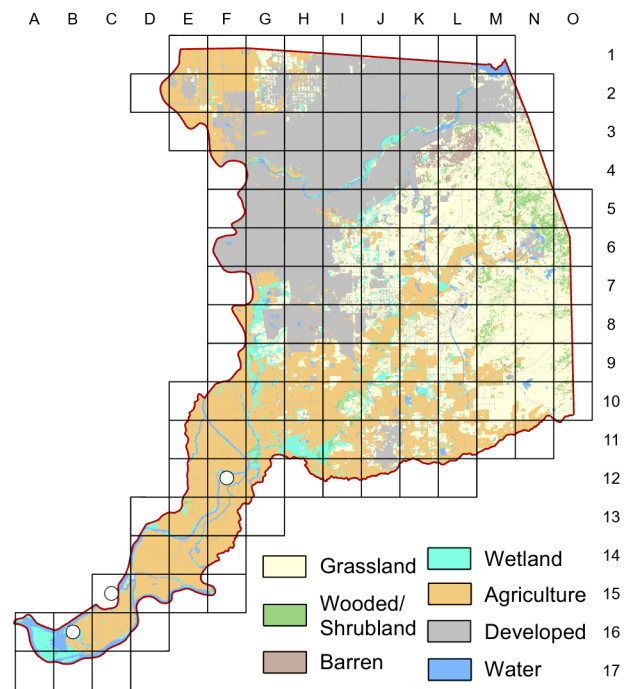 A B C D E F G H I J K L M N O
1
2
3
4
5
6
7
8
9
10
11
12
13
14
15
16
17
Grassland
Wooded/
Shrubland
Barren
Wetland
Agriculture
Developed
Water